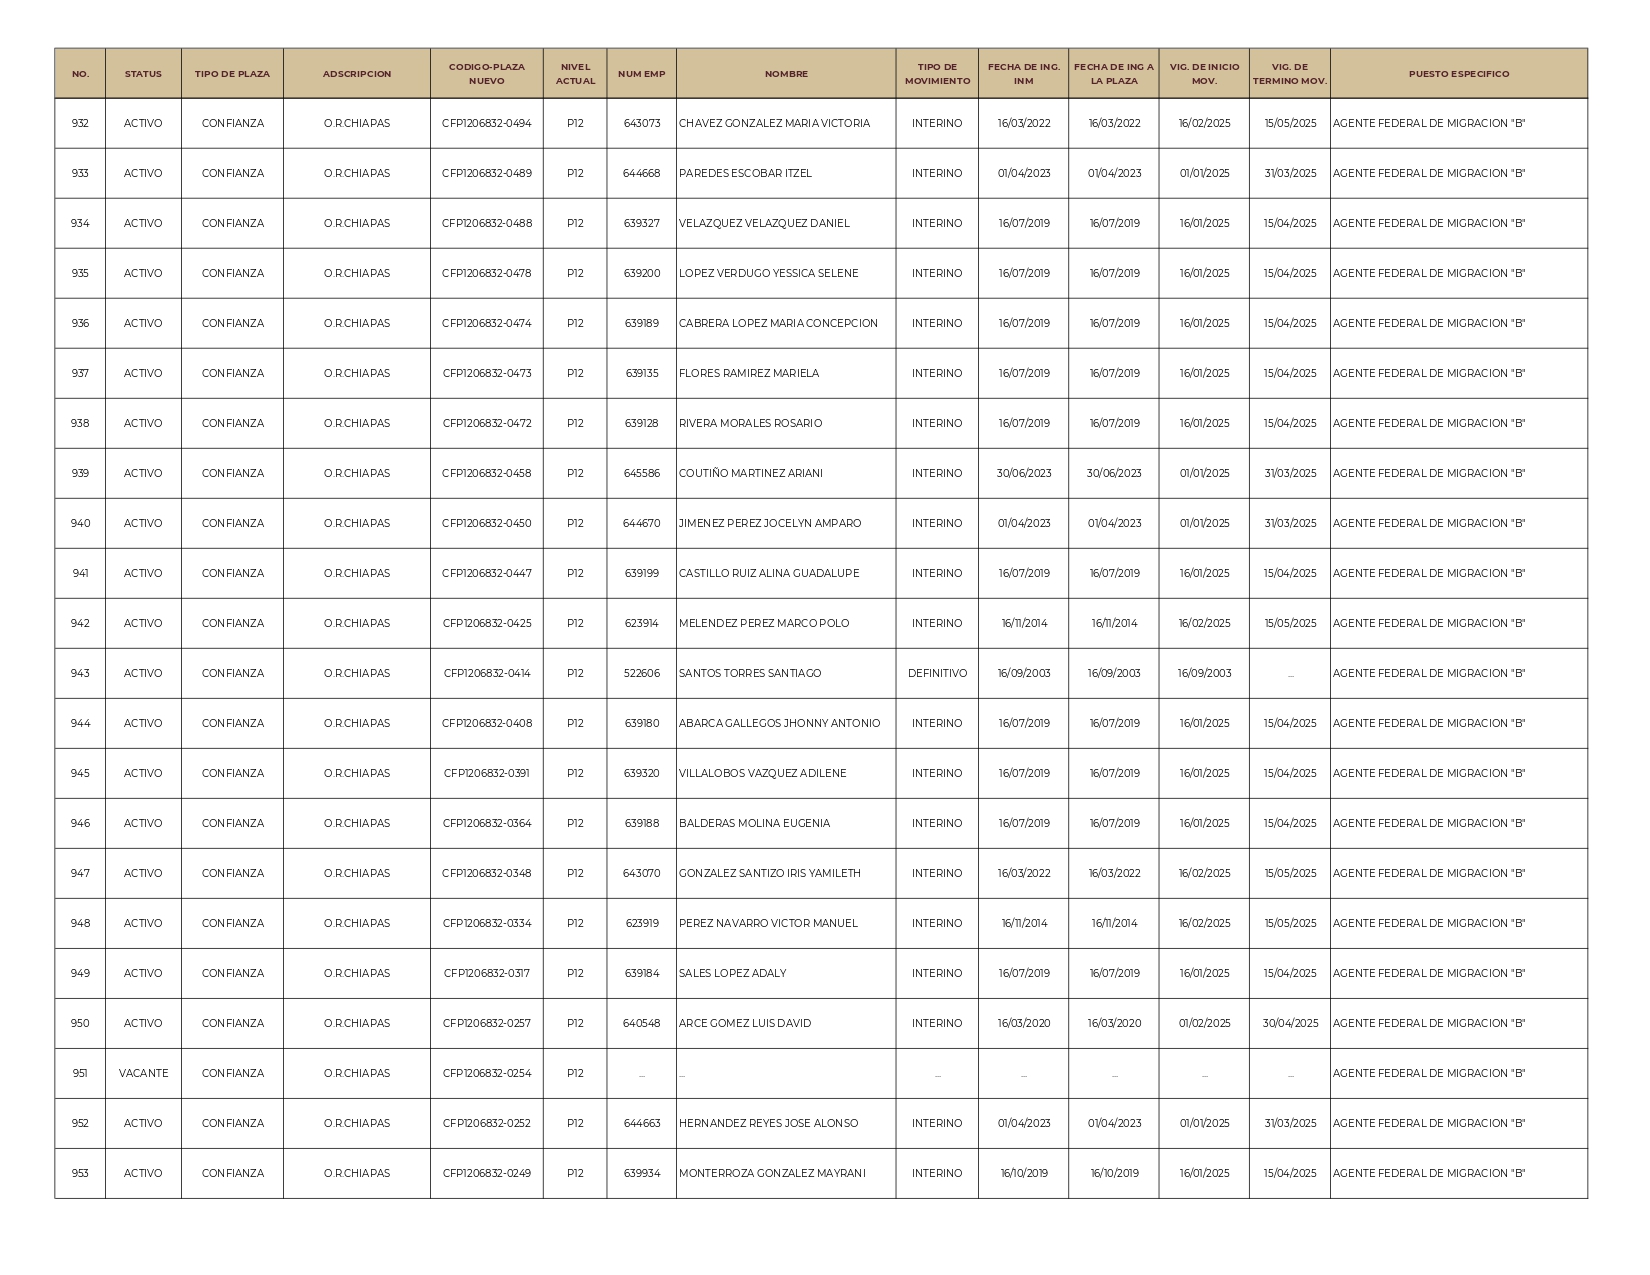 NO. STATUS TIPO DE PLAZA ADSCRIPCION CODIGO-PLAZA NUEVO NIVEL ACTUAL NUM EMP NOMBRE TIPO DE MOVIMIENTO FECHA DE ING. INM FECHA DE ING A LA PLAZA VIG. DE INICIO MOV. VIG. DE TERMINO MOV. PUESTO ESPECIFICO
932 ACTIVO CONFIANZA O.R.CHIAPAS CFP1206832-0494 P12 643073 CHAVEZ GONZALEZ MARIA VICTORIA INTERINO 16/03/2022 16/03/2022 16/02/2025 15/05/2025 AGENTE FEDERAL DE MIGRACION "B"
933 ACTIVO CONFIANZA O.R.CHIAPAS CFP1206832-0489 P12 644668 PAREDES ESCOBAR ITZEL INTERINO 01/04/2023 01/04/2023 01/01/2025 31/03/2025 AGENTE FEDERAL DE MIGRACION "B"
934 ACTIVO CONFIANZA O.R.CHIAPAS CFP1206832-0488 P12 639327 VELAZQUEZ VELAZQUEZ DANIEL INTERINO 16/07/2019 16/07/2019 16/01/2025 15/04/2025 AGENTE FEDERAL DE MIGRACION "B"
935 ACTIVO CONFIANZA O.R.CHIAPAS CFP1206832-0478 P12 639200 LOPEZ VERDUGO YESSICA SELENE INTERINO 16/07/2019 16/07/2019 16/01/2025 15/04/2025 AGENTE FEDERAL DE MIGRACION "B"
936 ACTIVO CONFIANZA O.R.CHIAPAS CFP1206832-0474 P12 639189 CABRERA LOPEZ MARIA CONCEPCION INTERINO 16/07/2019 16/07/2019 16/01/2025 15/04/2025 AGENTE FEDERAL DE MIGRACION "B"
937 ACTIVO CONFIANZA O.R.CHIAPAS CFP1206832-0473 P12 639135 FLORES RAMIREZ MARIELA INTERINO 16/07/2019 16/07/2019 16/01/2025 15/04/2025 AGENTE FEDERAL DE MIGRACION "B"
938 ACTIVO CONFIANZA O.R.CHIAPAS CFP1206832-0472 P12 639128 RIVERA MORALES ROSARIO INTERINO 16/07/2019 16/07/2019 16/01/2025 15/04/2025 AGENTE FEDERAL DE MIGRACION "B"
939 ACTIVO CONFIANZA O.R.CHIAPAS CFP1206832-0458 P12 645586 COUTIÑO MARTINEZ ARIANI INTERINO 30/06/2023 30/06/2023 01/01/2025 31/03/2025 AGENTE FEDERAL DE MIGRACION "B"
940 ACTIVO CONFIANZA O.R.CHIAPAS CFP1206832-0450 P12 644670 JIMENEZ PEREZ JOCELYN AMPARO INTERINO 01/04/2023 01/04/2023 01/01/2025 31/03/2025 AGENTE FEDERAL DE MIGRACION "B"
941 ACTIVO CONFIANZA O.R.CHIAPAS CFP1206832-0447 P12 639199 CASTILLO RUIZ ALINA GUADALUPE INTERINO 16/07/2019 16/07/2019 16/01/2025 15/04/2025 AGENTE FEDERAL DE MIGRACION "B"
942 ACTIVO CONFIANZA O.R.CHIAPAS CFP1206832-0425 P12 623914 MELENDEZ PEREZ MARCO POLO INTERINO 16/11/2014 16/11/2014 16/02/2025 15/05/2025 AGENTE FEDERAL DE MIGRACION "B"
943 ACTIVO CONFIANZA O.R.CHIAPAS CFP1206832-0414 P12 522606 SANTOS TORRES SANTIAGO DEFINITIVO 16/09/2003 16/09/2003 16/09/2003 ... AGENTE FEDERAL DE MIGRACION "B"
944 ACTIVO CONFIANZA O.R.CHIAPAS CFP1206832-0408 P12 639180 ABARCA GALLEGOS JHONNY ANTONIO INTERINO 16/07/2019 16/07/2019 16/01/2025 15/04/2025 AGENTE FEDERAL DE MIGRACION "B"
945 ACTIVO CONFIANZA O.R.CHIAPAS CFP1206832-0391 P12 639320 VILLALOBOS VAZQUEZ ADILENE INTERINO 16/07/2019 16/07/2019 16/01/2025 15/04/2025 AGENTE FEDERAL DE MIGRACION "B"
946 ACTIVO CONFIANZA O.R.CHIAPAS CFP1206832-0364 P12 639188 BALDERAS MOLINA EUGENIA INTERINO 16/07/2019 16/07/2019 16/01/2025 15/04/2025 AGENTE FEDERAL DE MIGRACION "B"
947 ACTIVO CONFIANZA O.R.CHIAPAS CFP1206832-0348 P12 643070 GONZALEZ SANTIZO IRIS YAMILETH INTERINO 16/03/2022 16/03/2022 16/02/2025 15/05/2025 AGENTE FEDERAL DE MIGRACION "B"
948 ACTIVO CONFIANZA O.R.CHIAPAS CFP1206832-0334 P12 623919 PEREZ NAVARRO VICTOR MANUEL INTERINO 16/11/2014 16/11/2014 16/02/2025 15/05/2025 AGENTE FEDERAL DE MIGRACION "B"
949 ACTIVO CONFIANZA O.R.CHIAPAS CFP1206832-0317 P12 639184 SALES LOPEZ ADALY INTERINO 16/07/2019 16/07/2019 16/01/2025 15/04/2025 AGENTE FEDERAL DE MIGRACION "B"
950 ACTIVO CONFIANZA O.R.CHIAPAS CFP1206832-0257 P12 640548 ARCE GOMEZ LUIS DAVID INTERINO 16/03/2020 16/03/2020 01/02/2025 30/04/2025 AGENTE FEDERAL DE MIGRACION "B"
951 VACANTE CONFIANZA O.R.CHIAPAS CFP1206832-0254 P12 ... ... ... ... ... ... ... AGENTE FEDERAL DE MIGRACION "B"
952 ACTIVO CONFIANZA O.R.CHIAPAS CFP1206832-0252 P12 644663 HERNANDEZ REYES JOSE ALONSO INTERINO 01/04/2023 01/04/2023 01/01/2025 31/03/2025 AGENTE FEDERAL DE MIGRACION "B"
953 ACTIVO CONFIANZA O.R.CHIAPAS CFP1206832-0249 P12 639934 MONTERROZA GONZALEZ MAYRANI INTERINO 16/10/2019 16/10/2019 16/01/2025 15/04/2025 AGENTE FEDERAL DE MIGRACION "B"